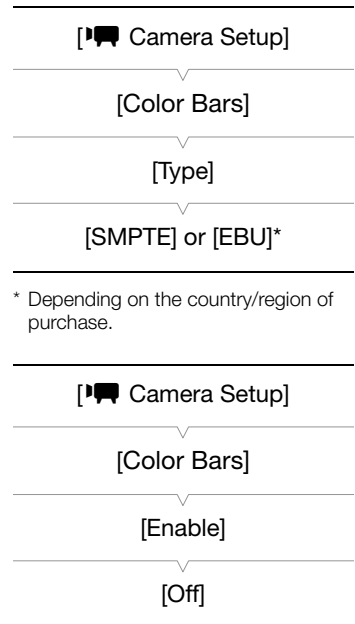 [ Camera Setup]
[Color Bars]
[Type]
[SMPTE] or [EBU]*
* Depending on the country/region of
purchase.
[ Camera Setup]
[Color Bars]
[Enable]
[Off]